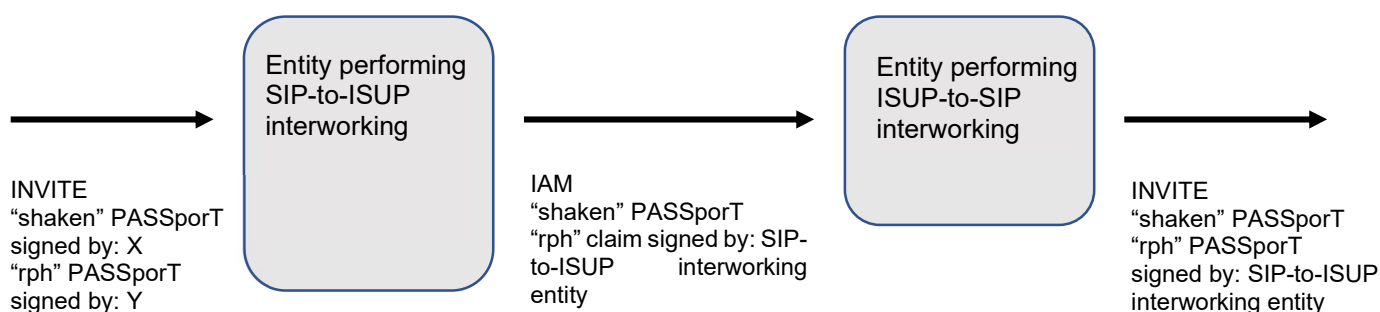 Entity performing
SIP-to-ISUP
interworking
Entity performing
ISUP-to-SIP
interworking
INVITE
“shaken” PASSporT
signed by: X
“rph” PASSporT
signed by: Y
IAM
“shaken” PASSporT
“rph” claim signed by: SIP-
to-ISUP interworking
entity
INVITE
“shaken” PASSporT
“rph” PASSporT
signed by: SIP-to-ISUP
interworking entity